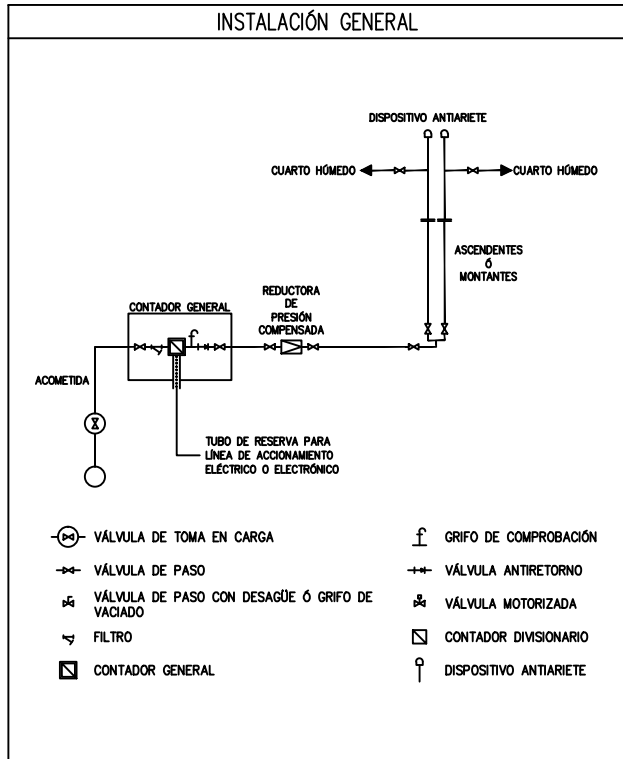 INSTALACIÓN GENERAL
DISPOSITIVO ANTIARIETE
CUARTO HÚMEDO
CUARTO HÚMEDO
ASCENDENTES
Ó
MONTANTES
REDUCTORA
DE
PRESIÓN
COMPENSADA
CONTADOR GENERAL
ACOMETIDA
TUBO DE RESERVA PARA
LÍNEA DE ACCIONAMIENTO
ELÉCTRICO O ELECTRÓNICO
VÁLVULA DE TOMA EN CARGA
VÁLVULA DE PASO
VÁLVULA DE PASO CON DESAGÜE Ó GRIFO DE
VACIADO
FILTRO
CONTADOR GENERAL
GRIFO DE COMPROBACIÓN
VÁLVULA ANTIRETORNO
VÁLVULA MOTORIZADA
CONTADOR DIVISIONARIO
DISPOSITIVO ANTIARIETE